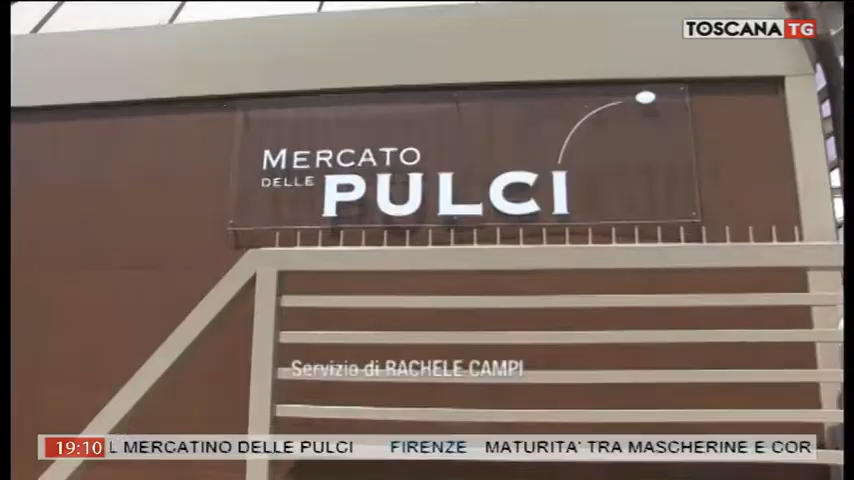 TOSCANA TG
MERCATO
DELLE PULCI
Servizio di RACHELE CAMPI
19:10 L MERCATINO DELLE PULCI FIRENZE MATURITA' TRA MASCHERINE E COR